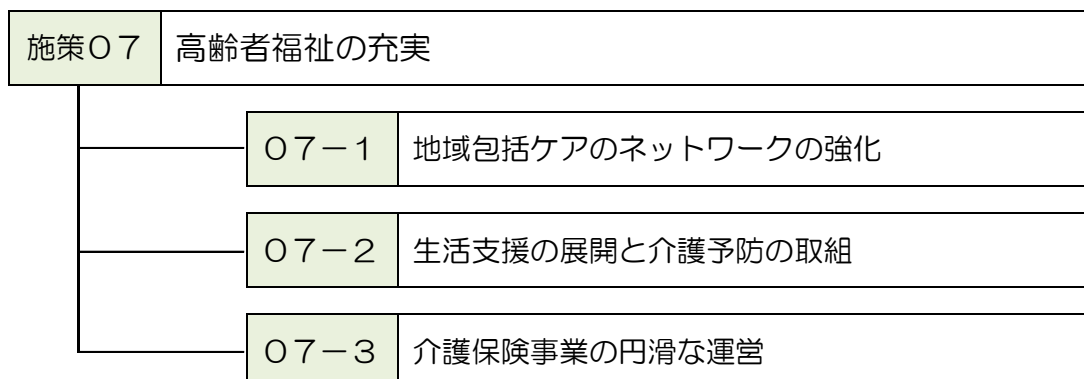 施策０７ 高齢者福祉の充実
０７－１ 地域包括ケアのネットワークの強化
０７－２ 生活支援の展開と介護予防の取組
０７－３ 介護保険事業の円滑な運営